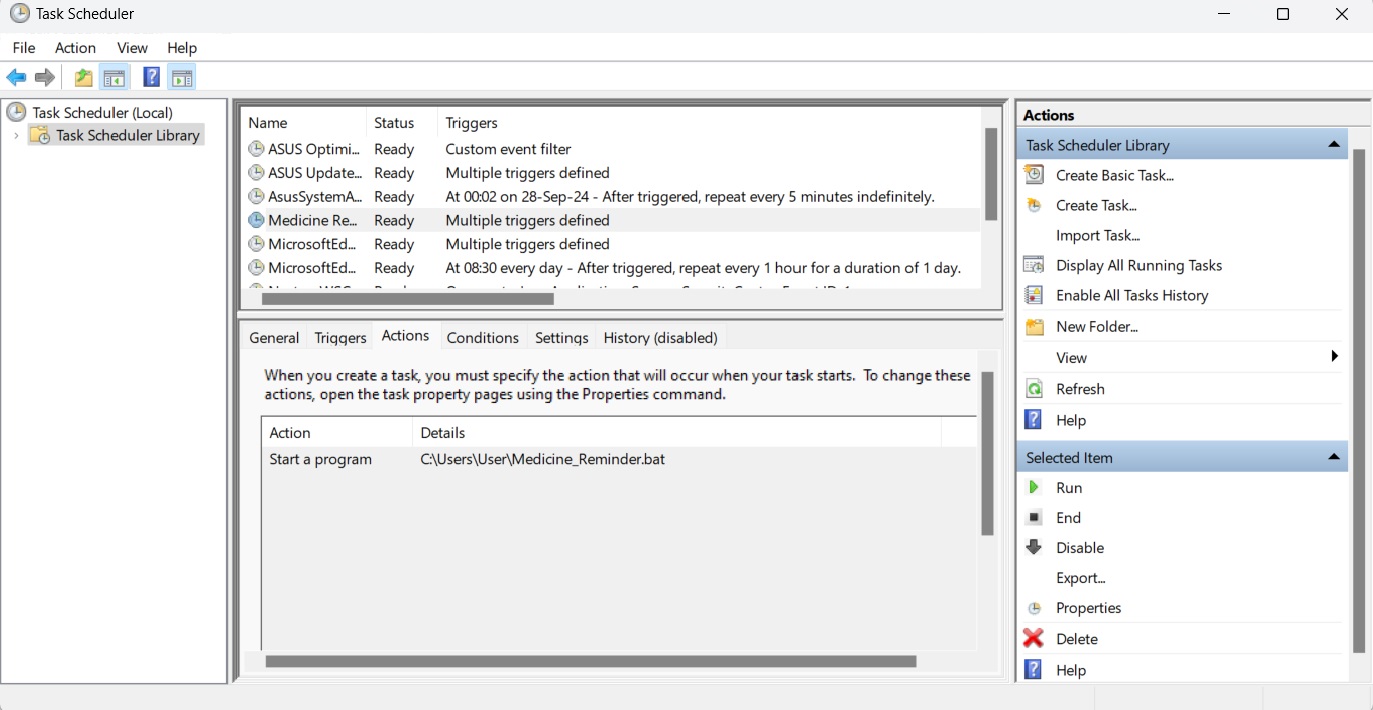 Task Scheduler
File Action View Help
Task Scheduler (Local)
Task Scheduler Library
Name Status Triggers
ASUS Optimi... Ready Custom event filter
ASUS Update... Ready Multiple triggers defined
AsusSystemA... Ready At 00:02 on 28-Sep-24 - After triggered, repeat every 5 minutes indefinitely.
Medicine Re... Ready Multiple triggers defined
MicrosoftEd... Ready Multiple triggers defined
MicrosoftEd... Ready At 08:30 every day - After triggered, repeat every 1 hour for a duration of 1 day.
General Triggers Actions Conditions Settings History (disabled)
When you create a task, you must specify the action that will occur when your task starts. To change these
actions, open the task property pages using the Properties command.
Action Details
Start a program C:\Users\User\Medicine_Reminder.bat
Actions
Task Scheduler Library
Create Basic Task...
Create Task...
Import Task...
Display All Running Tasks
Enable All Tasks History
New Folder...
View
Refresh
Help
Selected Item
Run
End
Disable
Export...
Properties
Delete
Help